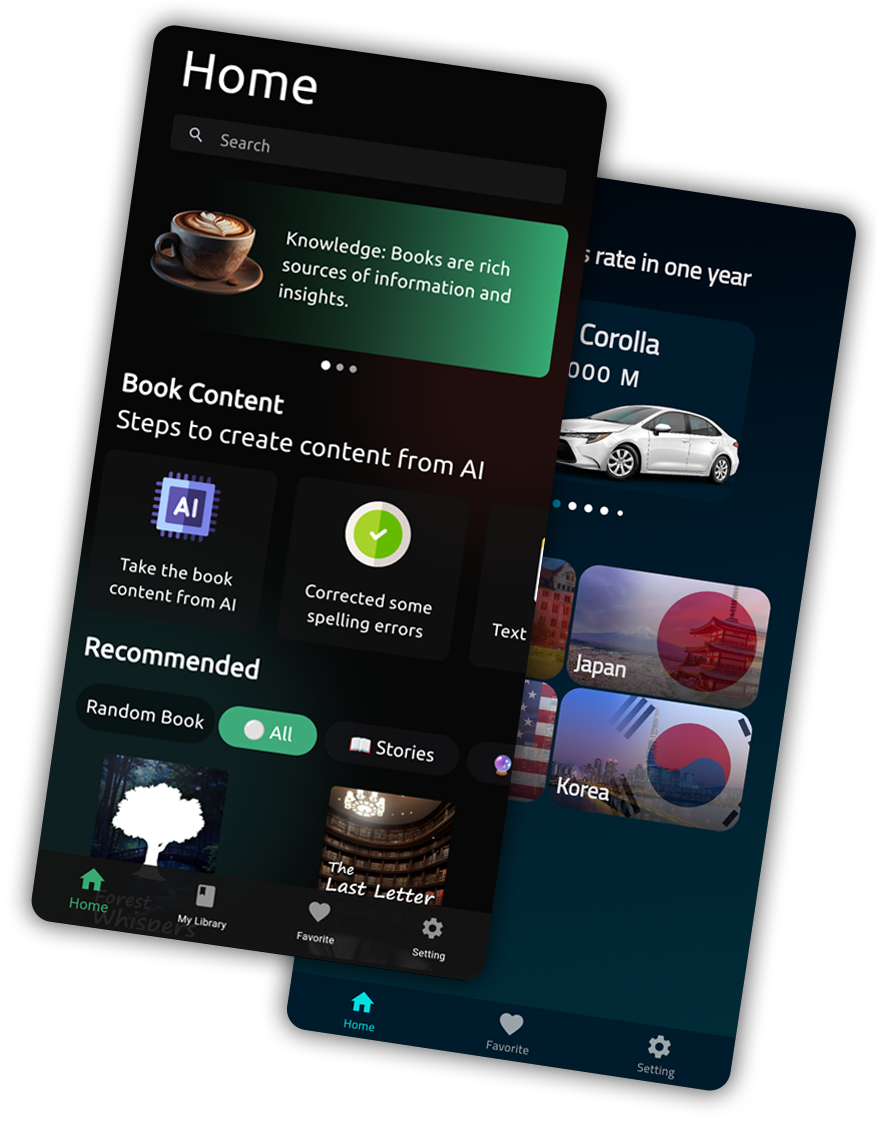 Home
Search
Knowledge: Books are rich
sources of information and
insights.
Book Content
Steps to create content from AI
AI
Take the book
content from AI
Corrected some
spelling errors
Text
Recommended
Random Book
All
Stories
Forest
Whispers
The
Last Letter
Home
My Library
Favorite
Setting
s rate in one year
Corolla
000 M
Japan
Korea
Home
Favorite
Setting